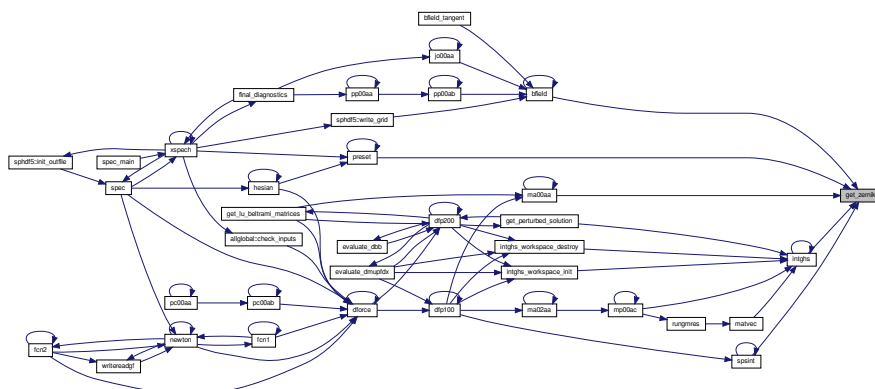 bfield_tangent
jo00aa
final_diagnostics
pp00aa
pp00ab
bfield
sphdf5::write_grid
xspech
sphdf5::init_outfile
spec_main
preset
spec
hesian
ma00aa
get_zernik
get_lu_beltrami_matrices
dfp200
get_perturbed_solution
allglobal::check_inputs
evaluate_dbb
intghs_workspace_destroy
intghs
evaluate_dmupfdx
intghs_workspace_init
pc00aa
pc00ab
dforce
dfp100
ma02aa
mp00ac
rungmres
matvec
newton
fcn1
fcn2
spsint
writereadgf